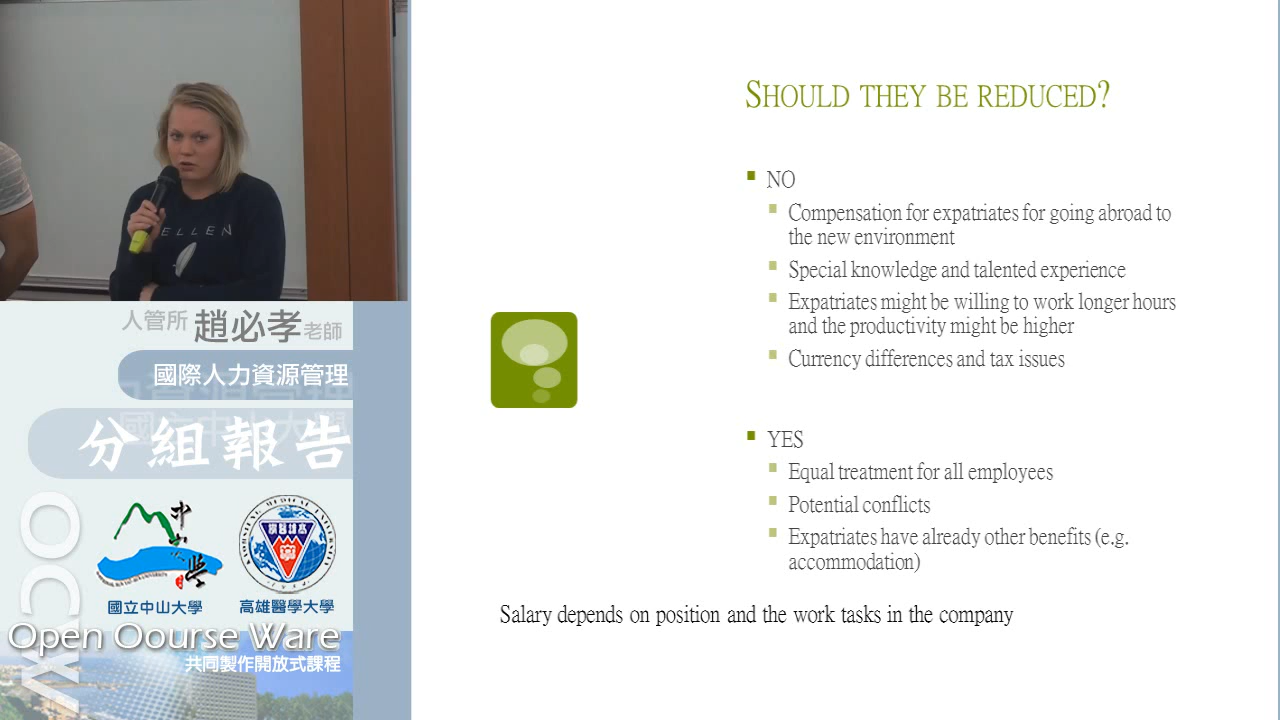 SHOULD THEY BE REDUCED?
NO
Compensation for expatriates for going abroad to
the new environment
Special knowledge and talented experience
Expatriates might be willing to work longer hours
and the productivity might be higher
Currency differences and tax issues
YES
Equal treatment for all employees
Potential conflicts
Expatriates have already other benefits (e.g.
accommodation)
Salary depends on position and the work tasks in the company
ELLEN
人管所 趙必孝老師
國際人力資源管理
分組報告
OCW
中山大學
國立中山大學
高雄醫學大學
Open Oourse Ware
共同製作開放式課程